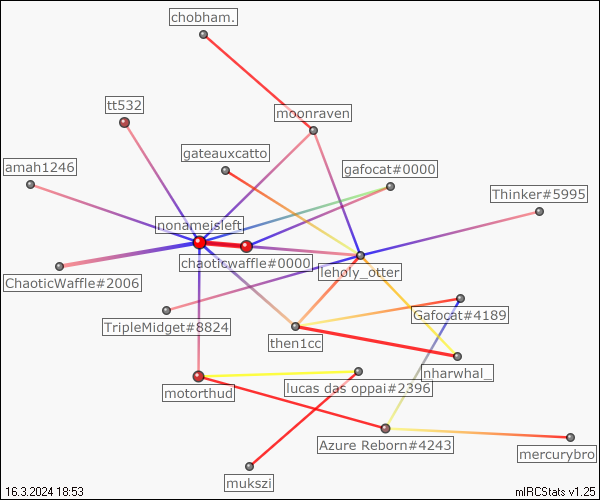 chobham.
tt532
moonraven
gateauxcatto
amah1246
gafocat#0000
Thinker#5995
nonameisleft
chaoticwaffle#0000
leholy_otter
ChaoticWaffle#2006
Gafocat#4189
TripleMidget#8824
then1cc
nharwhal_
lucas das oppai#2396
motorthud
Azure Reborn#4243
mercurybro
mukszi
16.3.2024 18:53
mIRCStats v1.25